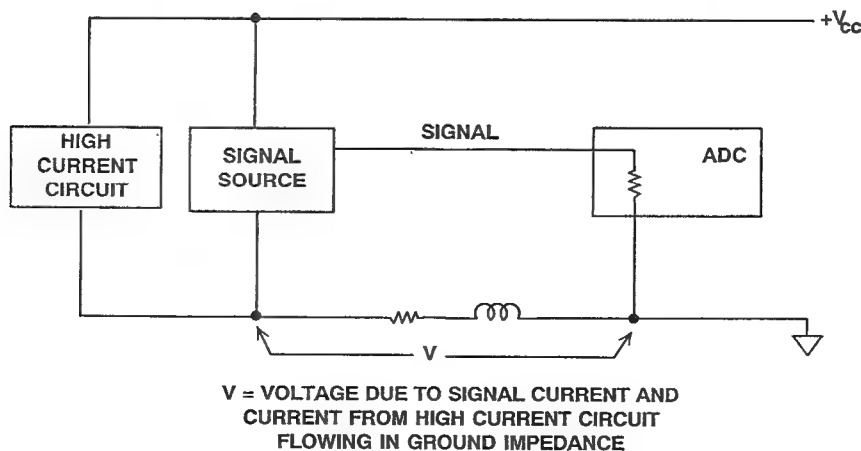 +Vcc
HIGH
CURRENT
CIRCUIT
SIGNAL
SOURCE
SIGNAL
ADC
V
V = VOLTAGE DUE TO SIGNAL CURRENT AND
CURRENT FROM HIGH CURRENT CIRCUIT
FLOWING IN GROUND IMPEDANCE